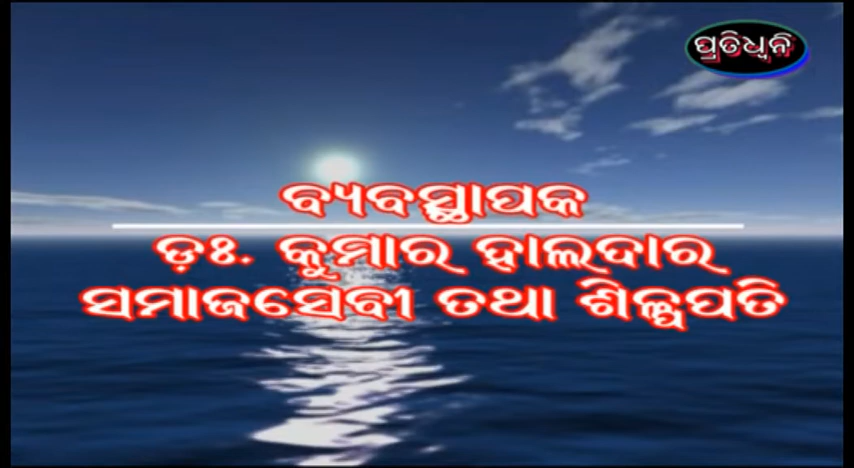 ପ୍ରତିଧ୍ୱନି
ବ୍ୟବସ୍ଥାପକ
ଡ଼ଃ. କୁମାର ହାଲଦାର
ସମାଜସେବୀ ତଥା ଶିଳ୍ପପତି